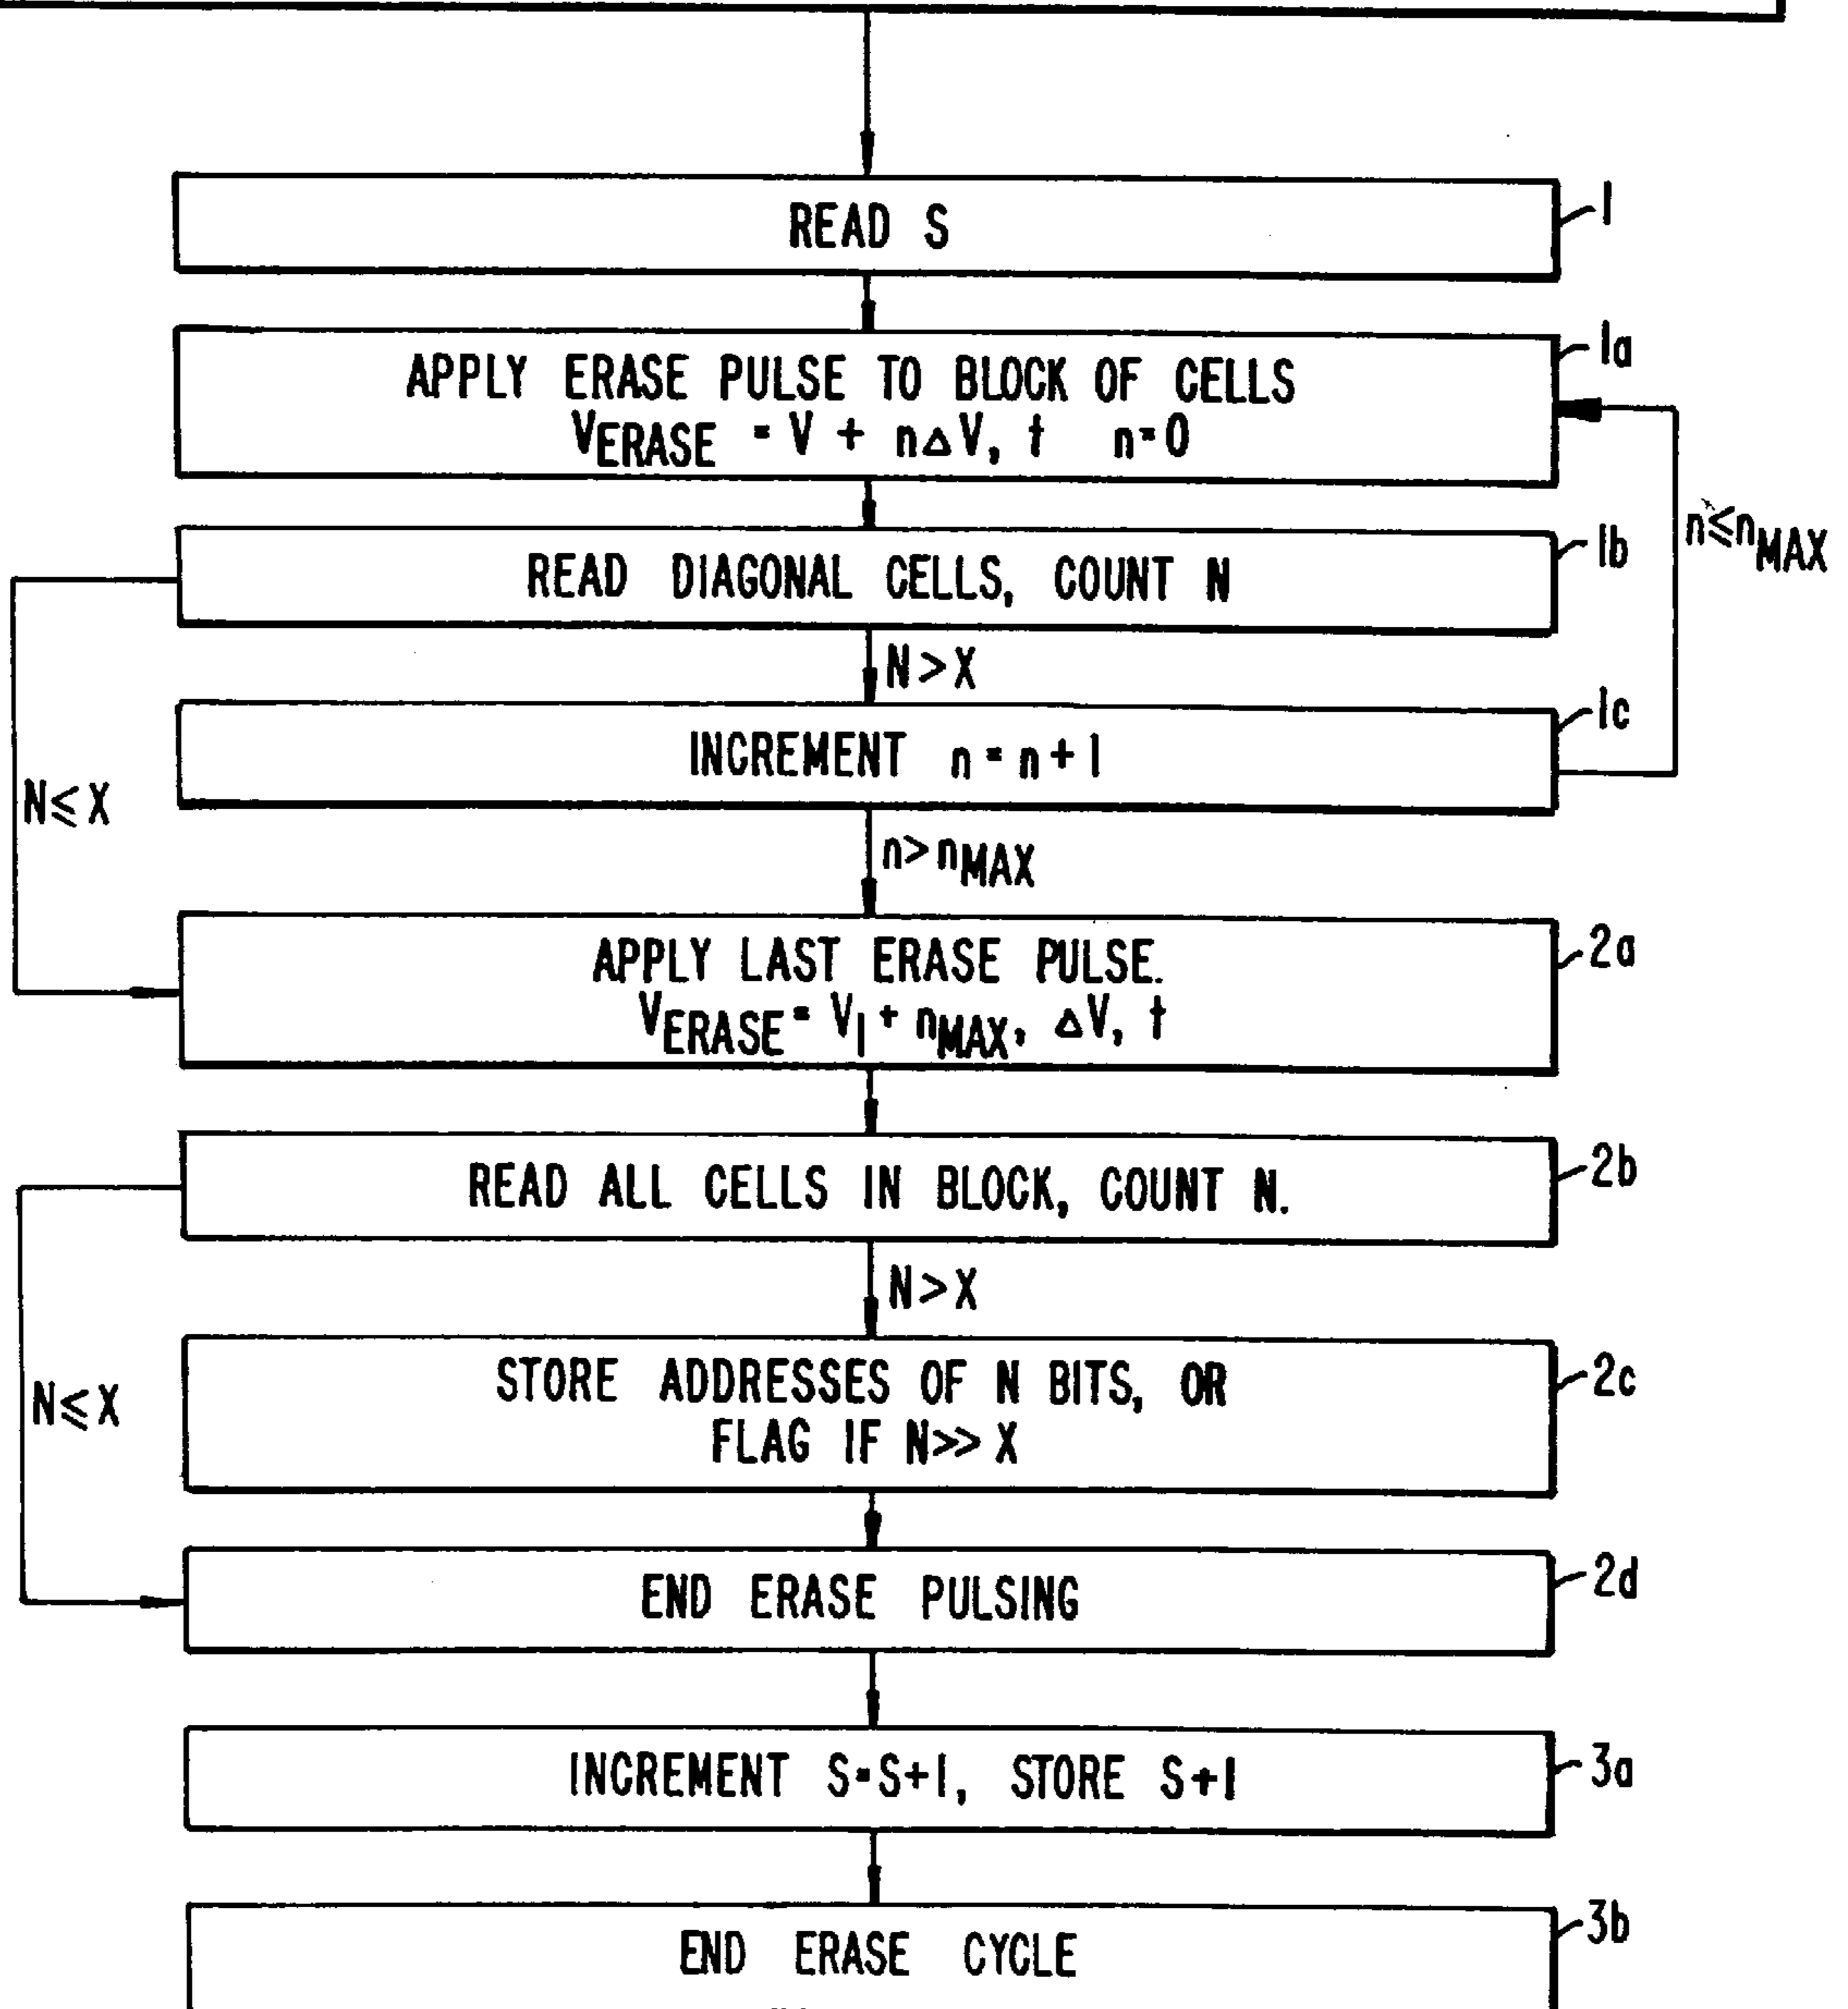 READ S
1
APPLY ERASE PULSE TO BLOCK OF CELLS
VERASE = V + n∆V, t n=0
1a
READ DIAGONAL CELLS, COUNT N
1b
n≤nMAX
N>X
INCREMENT n=n+1
1c
N≤X
n>nMAX
APPLY LAST ERASE PULSE.
VERASE= V1+ nMAX, ∆V, t
2a
READ ALL CELLS IN BLOCK, COUNT N.
2b
N>X
STORE ADDRESSES OF N BITS, OR
FLAG IF N>>X
2c
N≤X
END ERASE PULSING
2d
INCREMENT S=S+1, STORE S+1
3a
END ERASE CYCLE
3b